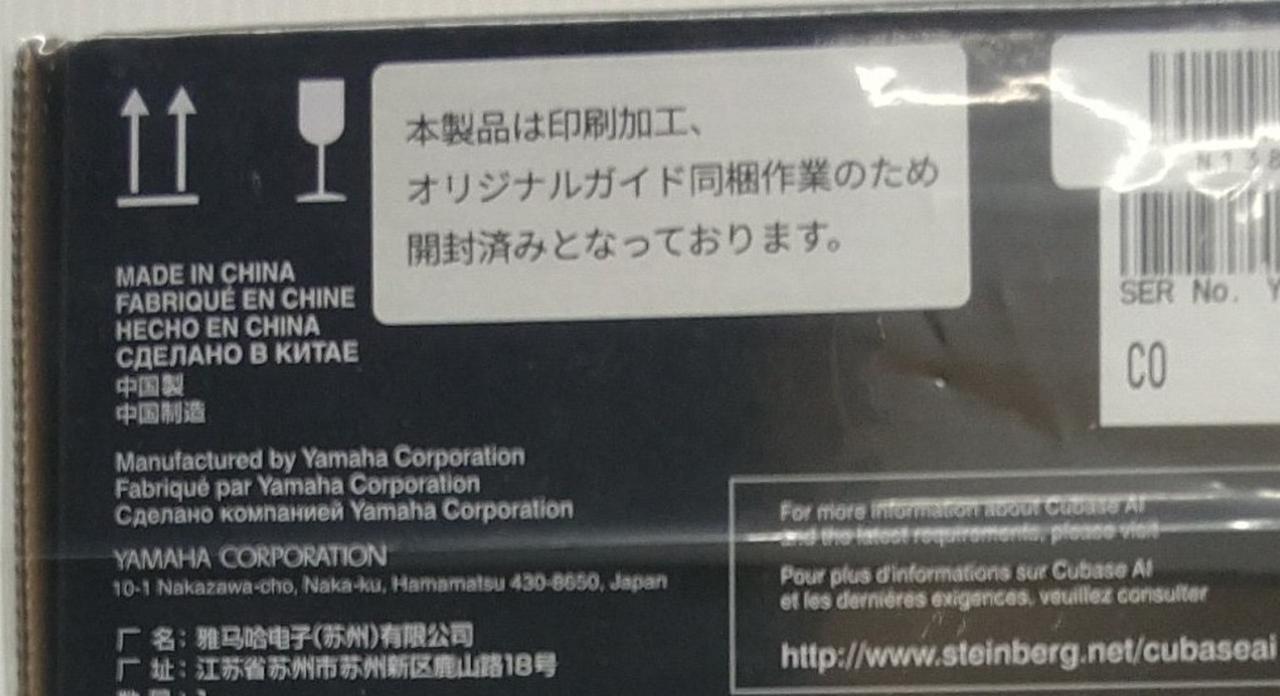 本製品は印刷加工、
オリジナルガイド同梱作業のため
開封済みとなっております。
MADE IN CHINA
FABRIQUÉ EN CHINE
HECHO EN CHINA
СДЕЛАНО В КИТАЕ
中国製
中国制造
Manufactured by Yamaha Corporation
Fabriqué par Yamaha Corporation
Сделано компанией Yamaha Corporation
YAMAHA CORPORATION
10-1 Nakazawa-cho, Naka-ku, Hamamatsu 430-8650, Japan
厂 名：雅马哈电子(苏州)有限公司
厂 址：江苏省苏州市苏州新区鹿山路18号
N138
SER No. Y
CO
For more information about Cubase AI
and the latest requirements, please visit
Pour plus d'informations sur Cubase AI
et les dernières exigences, veuillez consulter
http://www.steinberg.net/cubaseai